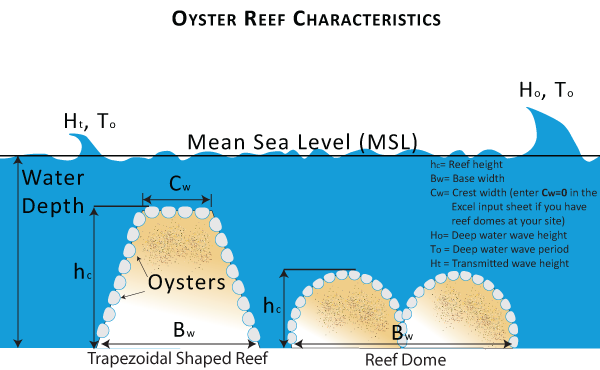 OYSTER REEF CHARACTERISTICS
Ho, To
Ht, To
Mean Sea Level (MSL)
Water
Depth
hc= Reef height
Bw= Base width
Cw= Crest width (enter Cw=0 in the
Excel input sheet if you have
reef domes at your site)
Ho= Deep water wave height
To = Deep water wave period
Ht = Transmitted wave height
Cw
hc
Oysters
hc
Bw
Bw
Trapezoidal Shaped Reef
Reef Dome